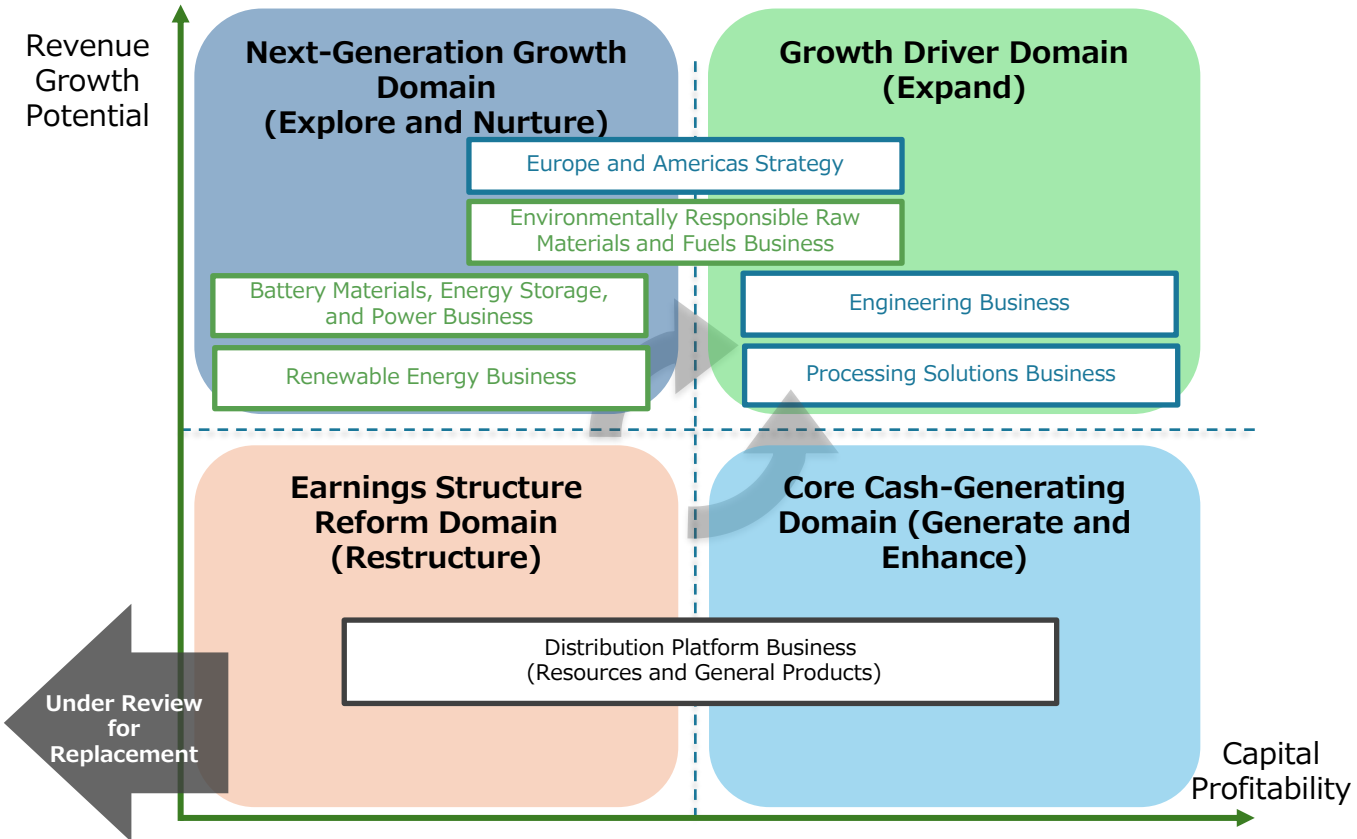 Revenue
Growth
Potential
Next-Generation Growth
Domain
(Explore and Nurture)
Growth Driver Domain
(Expand)
Europe and Americas Strategy
Environmentally Responsible Raw
Materials and Fuels Business
Battery Materials, Energy Storage,
and Power Business
Engineering Business
Renewable Energy Business
Processing Solutions Business
Earnings Structure
Reform Domain
(Restructure)
Core Cash-Generating
Domain (Generate and
Enhance)
Distribution Platform Business
(Resources and General Products)
Under Review
for
Replacement
Capital
Profitability